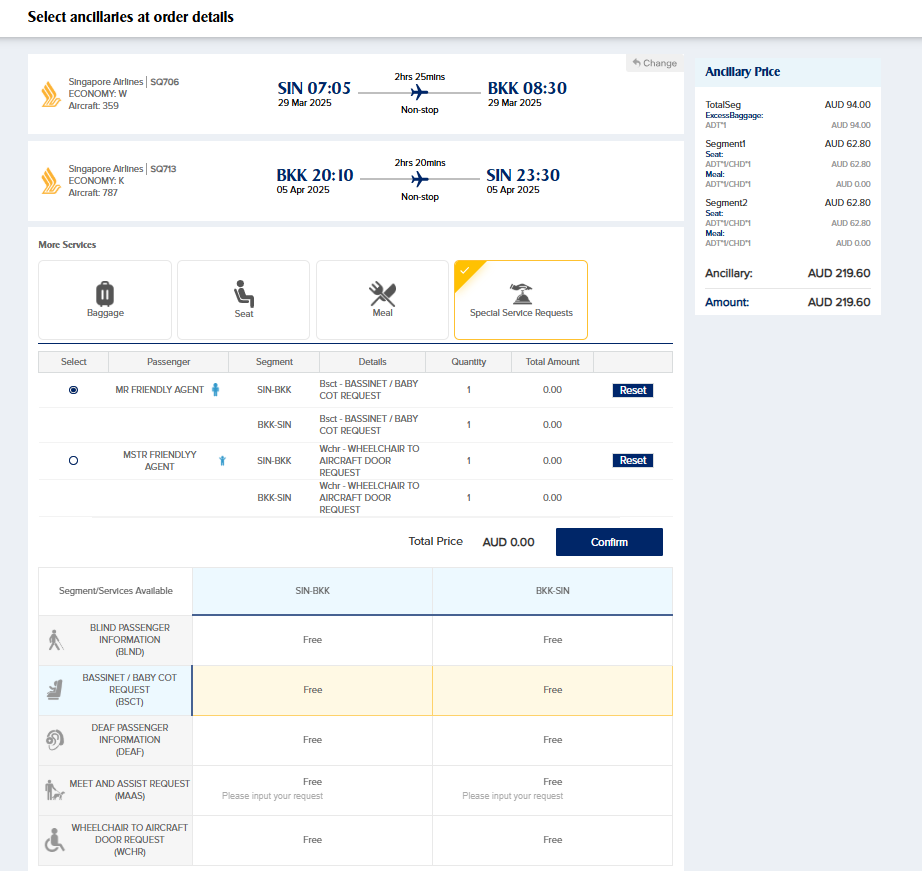 Select ancillaries at order details
Change
Singapore Airlines | SQ706
ECONOMY: W
Aircraft: 359
SIN 07:05
29 Mar 2025
2hrs 25mins
Non-stop
BKK 08:30
29 Mar 2025
Singapore Airlines | SQ713
ECONOMY: K
Aircraft: 787
BKK 20:10
05 Apr 2025
2hrs 20mins
Non-stop
SIN 23:30
05 Apr 2025
Ancillary Price
TotalSeg AUD 94.00
ExcessBaggage:
ADT*1 AUD 94.00
Segment1 AUD 62.80
Seat:
ADT*1/CHD*1 AUD 62.80
Meal:
ADT*1/CHD*1 AUD 0.00
Segment2 AUD 62.80
Seat:
ADT*1/CHD*1 AUD 62.80
Meal:
ADT*1/CHD*1 AUD 0.00
Ancillary: AUD 219.60
Amount: AUD 219.60
More Services
Baggage
Seat
Meal
Special Service Requests
Select Passenger Segment Details Quantity Total Amount
MR FRIENDLY AGENT SIN-BKK Bsct - BASSINET / BABY
COT REQUEST 1 0.00 Reset
BKK-SIN Bsct - BASSINET / BABY
COT REQUEST 1 0.00
MSTR FRIENDLYY
AGENT SIN-BKK Wchr - WHEELCHAIR TO
AIRCRAFT DOOR
REQUEST 1 0.00 Reset
BKK-SIN Wchr - WHEELCHAIR TO
AIRCRAFT DOOR
REQUEST 1 0.00
Total Price AUD 0.00 Confirm
Segment/Services Available SIN-BKK BKK-SIN
BLIND PASSENGER
INFORMATION
(BLND) Free Free
BASSINET / BABY COT
REQUEST
(BSCT) Free Free
DEAF PASSENGER
INFORMATION
(DEAF) Free Free
MEET AND ASSIST REQUEST
(MAAS) Free Free
Please input your request Please input your request
WHEELCHAIR TO AIRCRAFT
DOOR REQUEST
(WCHR) Free Free